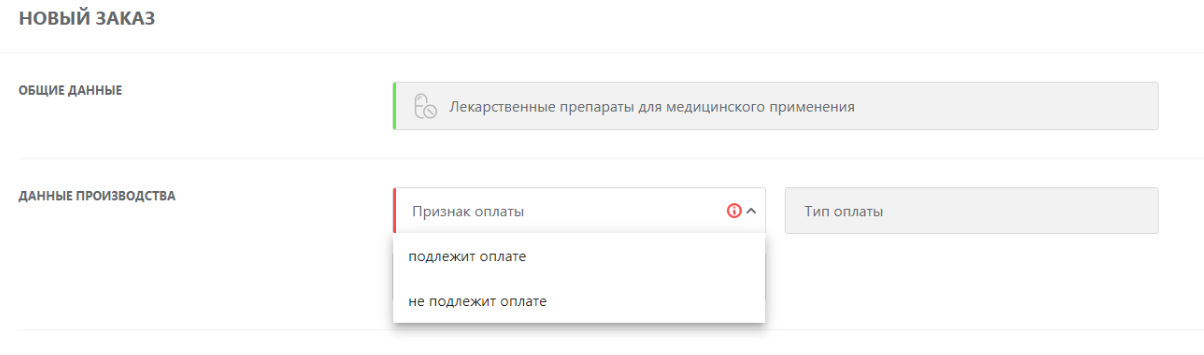 НОВЫЙ ЗАКАЗ
ОБЩИЕ ДАННЫЕ
Лекарственные препараты для медицинского применения
ДАННЫЕ ПРОИЗВОДСТВА
Признак оплаты
Тип оплаты
подлежит оплате
не подлежит оплате